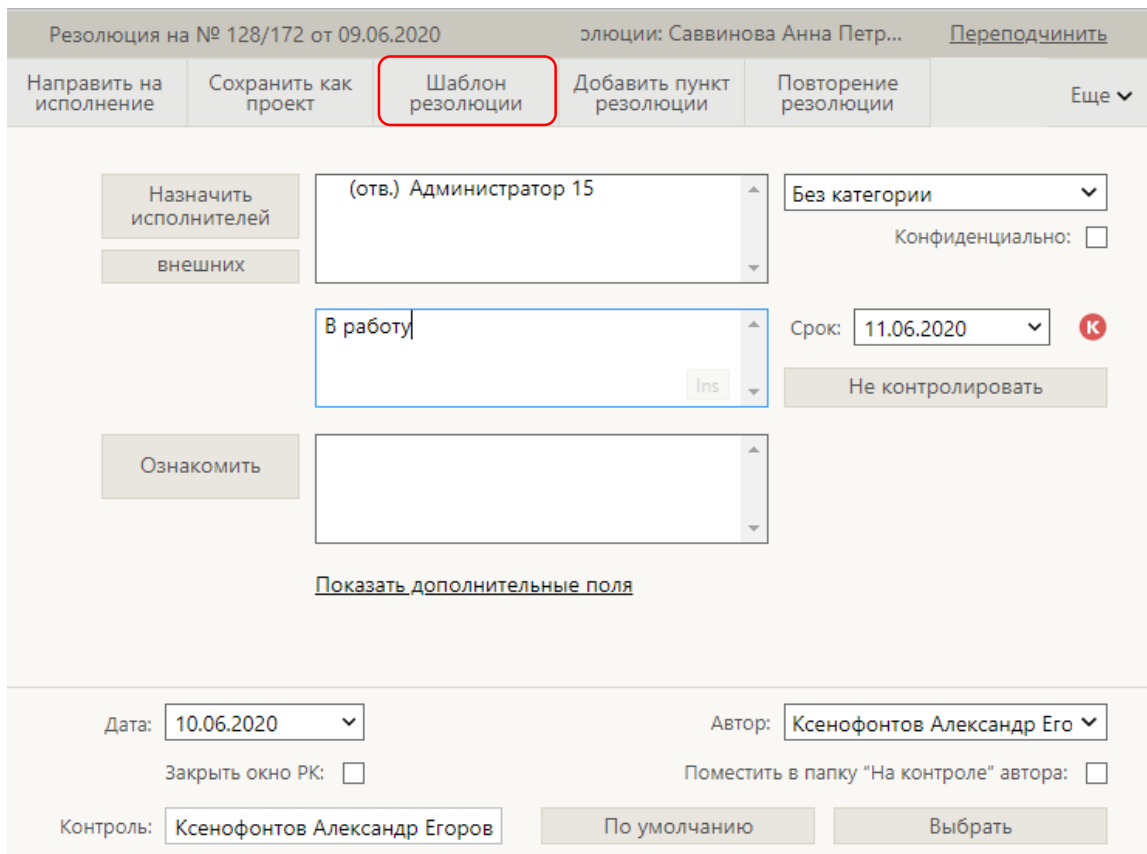 Резолюция на № 128/172 от 09.06.2020 олюции: Саввинова Анна Петр... Переподчинить
Направить на исполнение
Сохранить как проект
Шаблон резолюции
Добавить пункт резолюции
Повторение резолюции
Еще
Назначить исполнителей
внешних
(отв.) Администратор 15
Без категории
Конфиденциально:
В работу
Ins
Срок: 11.06.2020
К
Не контролировать
Ознакомить
Показать дополнительные поля
Дата: 10.06.2020
Автор: Ксенофонтов Александр Его
Закрыть окно РК:
Поместить в папку "На контроле" автора:
Контроль: Ксенофонтов Александр Егоров
По умолчанию
Выбрать